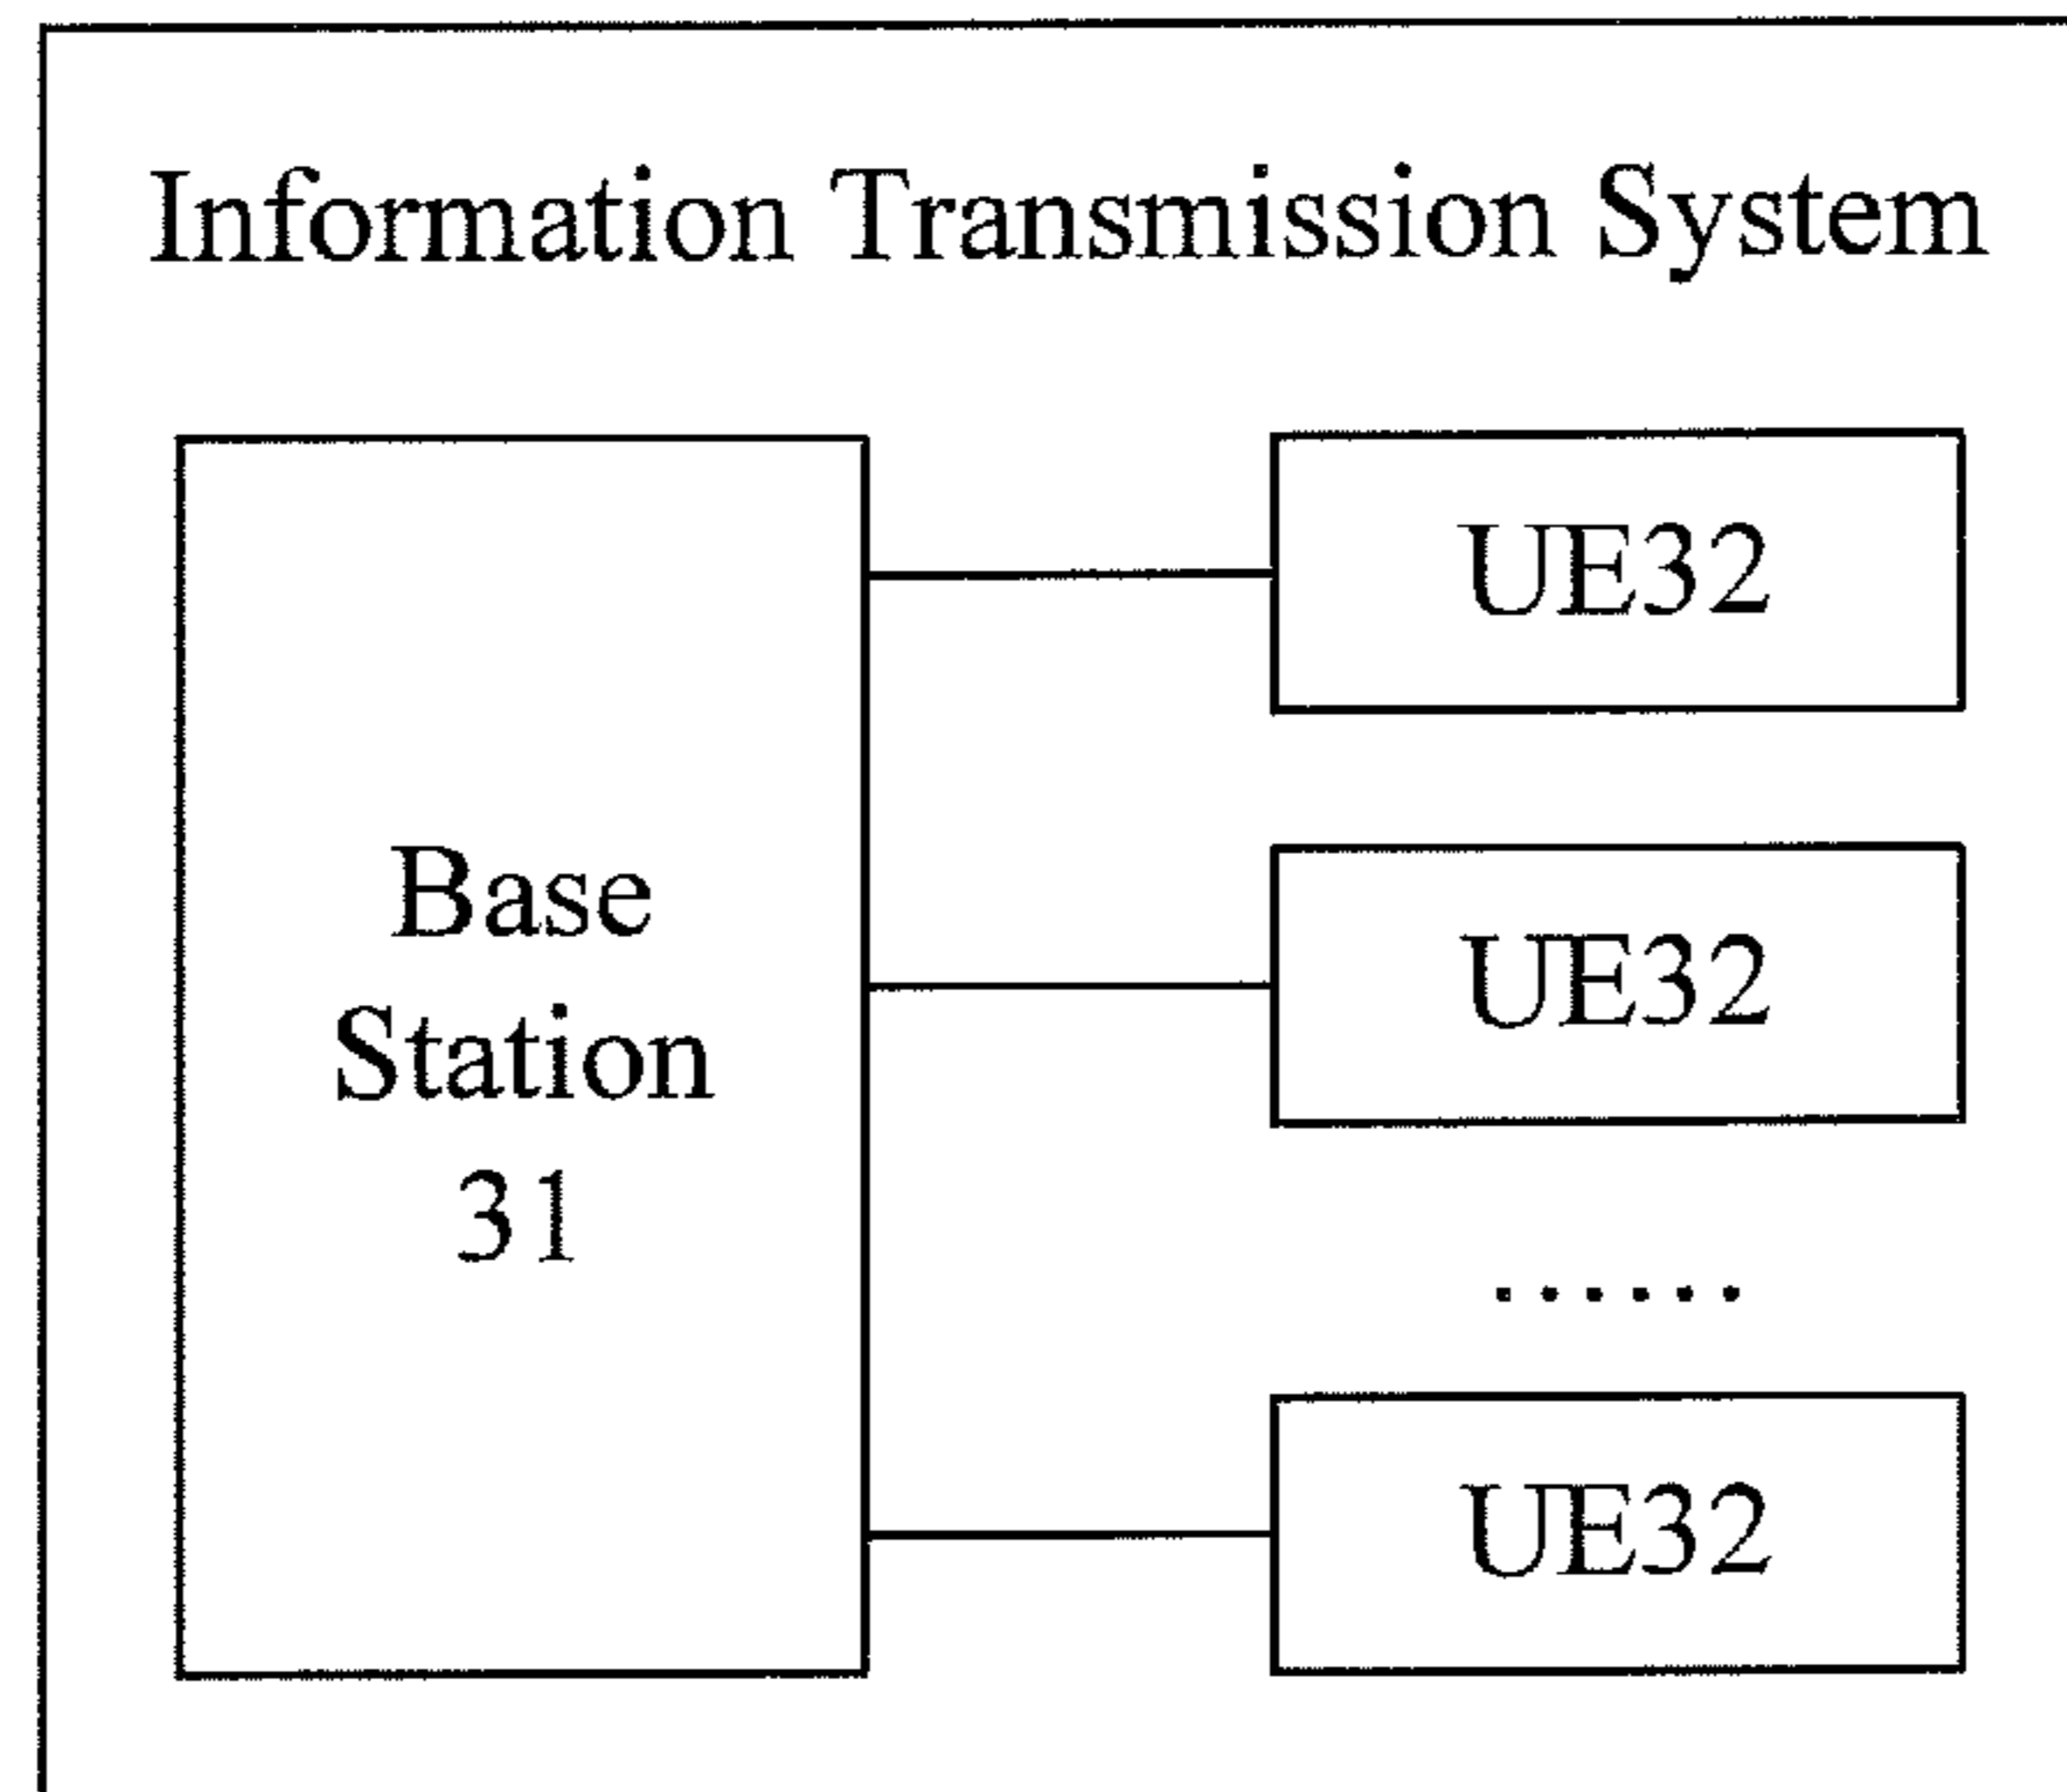 Information Transmission System
UE32
Base
Station
31
UE32
......
UE32